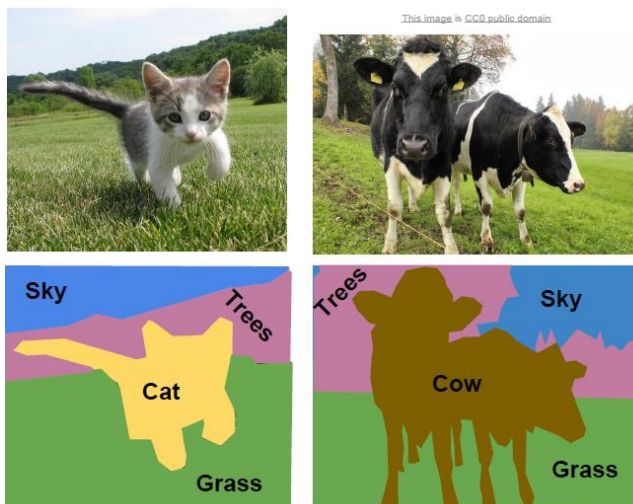 This image is CC0 public domain
Sky
Trees
Cat
Grass
Trees
Sky
Cow
Grass